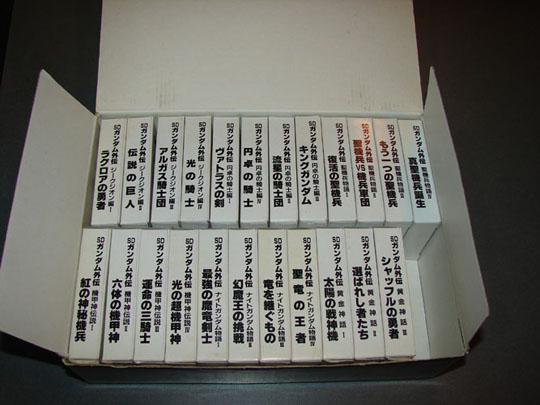 SDガンダム外伝 ジークジオン編Ⅰ
ラクロアの勇者
SDガンダム外伝 ジークジオン編Ⅱ
伝説の巨人
SDガンダム外伝 ジークジオン編Ⅲ
アルガス騎士団
SDガンダム外伝 ジークジオン編Ⅳ
光の騎士
SDガンダム外伝 円卓の騎士編Ⅰ
ヴァトラスの剣
SDガンダム外伝 円卓の騎士編Ⅱ
円卓の騎士
SDガンダム外伝 円卓の騎士編Ⅲ
流星の騎士団
SDガンダム外伝 円卓の騎士編Ⅳ
キングガンダム
SDガンダム外伝 聖機兵物語Ⅰ
復活の聖機兵
SDガンダム外伝 聖機兵物語Ⅱ
聖機兵VS機兵軍団
SDガンダム外伝 聖機兵物語Ⅲ
もう一つの聖機兵
SDガンダム外伝 聖機兵物語Ⅳ
真聖機兵誕生
SDガンダム外伝 機甲神伝説Ⅰ
紅の神秘機兵
SDガンダム外伝 機甲神伝説Ⅱ
六体の機甲神
SDガンダム外伝 機甲神伝説Ⅲ
運命の三騎士
SDガンダム外伝 機甲神伝説Ⅳ
光の超機甲神
SDガンダム外伝 ナイトガンダム物語Ⅰ
最強の魔竜剣士
SDガンダム外伝 ナイトガンダム物語Ⅱ
幻魔王の挑戦
SDガンダム外伝 ナイトガンダム物語Ⅲ
竜を継ぐもの
SDガンダム外伝 ナイトガンダム物語Ⅳ
聖竜の王者
SDガンダム外伝 黄金神話Ⅰ
太陽の戦神機
SDガンダム外伝 黄金神話Ⅱ
選ばれし者たち
SDガンダム外伝 黄金神話Ⅲ
シャッフルの勇者